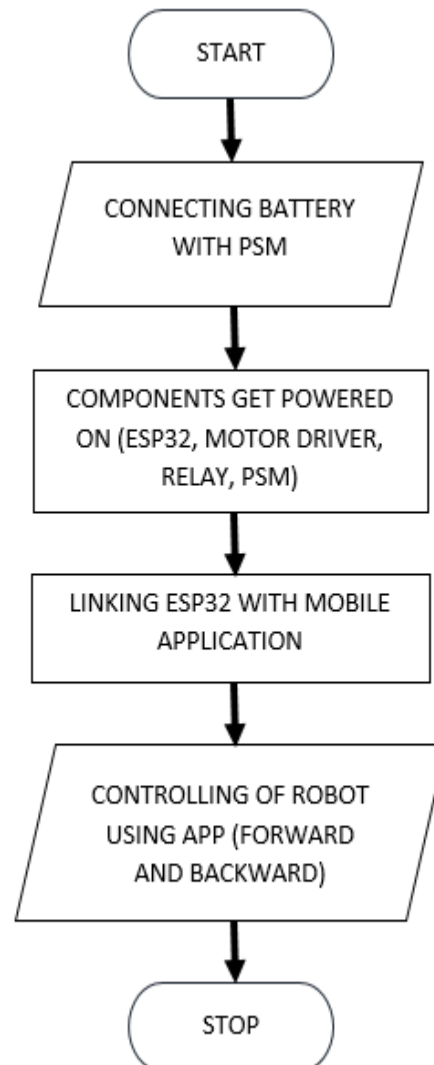 START
CONNECTING BATTERY
WITH PSM
COMPONENTS GET POWERED
ON (ESP32, MOTOR DRIVER,
RELAY, PSM)
LINKING ESP32 WITH MOBILE
APPLICATION
CONTROLLING OF ROBOT
USING APP (FORWARD
AND BACKWARD)
STOP